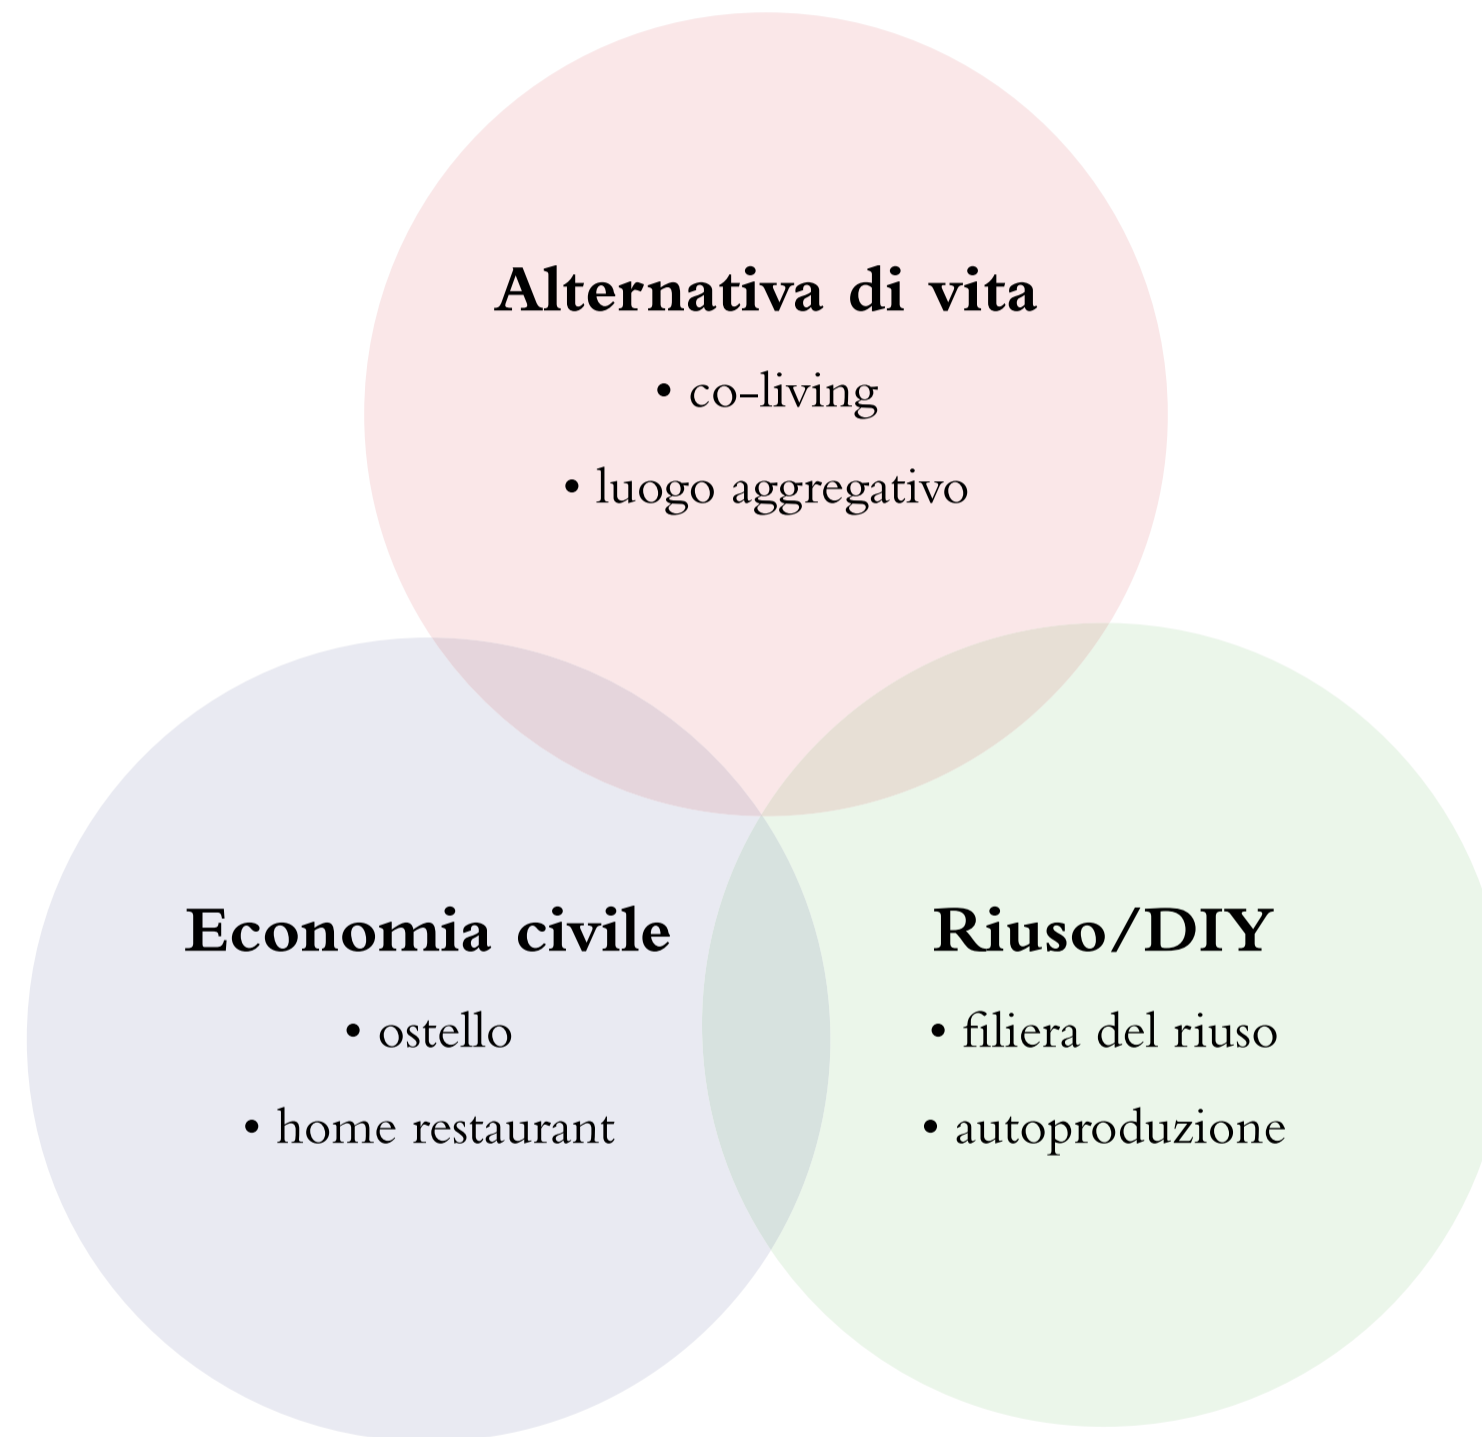 Alternativa di vita
• co-living
• luogo aggregativo
Economia civile
• ostello
• home restaurant
Riuso/DIY
• filiera del riuso
• autoproduzione